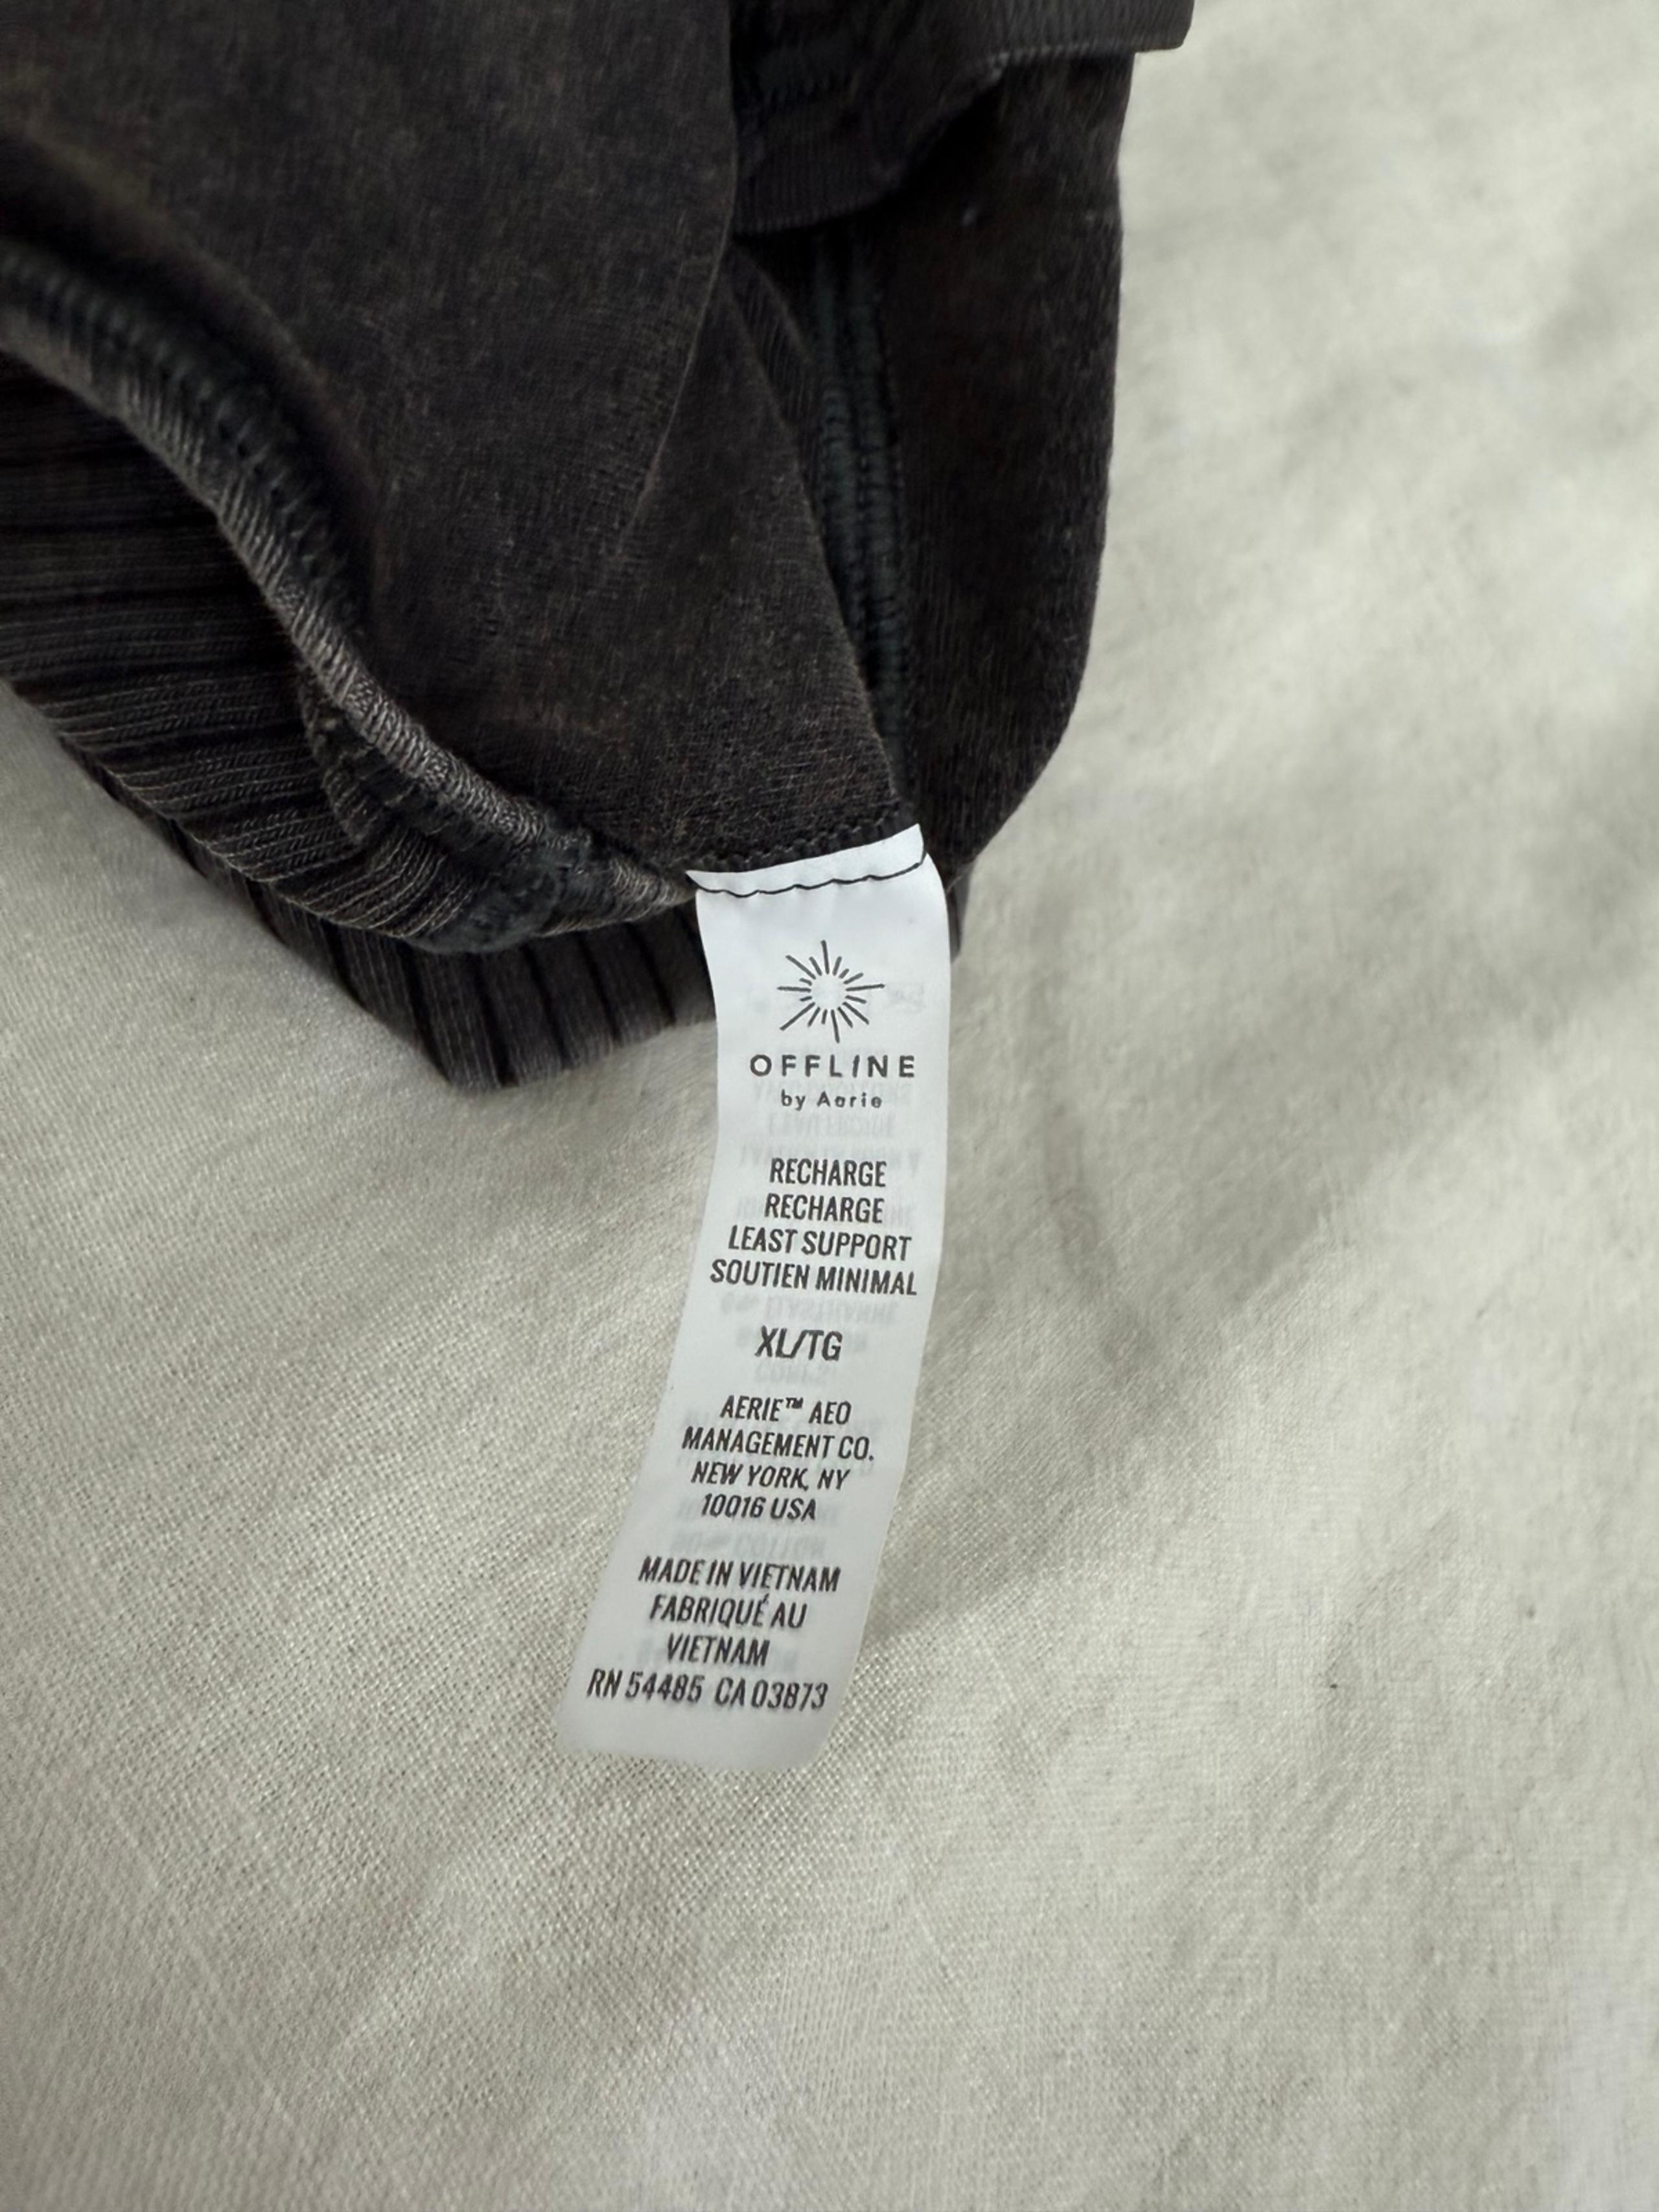 OFFLINE
by Aerie
RECHARGE
RECHARGE
LEAST SUPPORT
SOUTIEN MINIMAL
XL/TG
AERIE™ AEO
MANAGEMENT CO.
NEW YORK, NY
10016 USA
MADE IN VIETNAM
FABRIQUÉ AU
VIETNAM
RN 54485 CA 03873